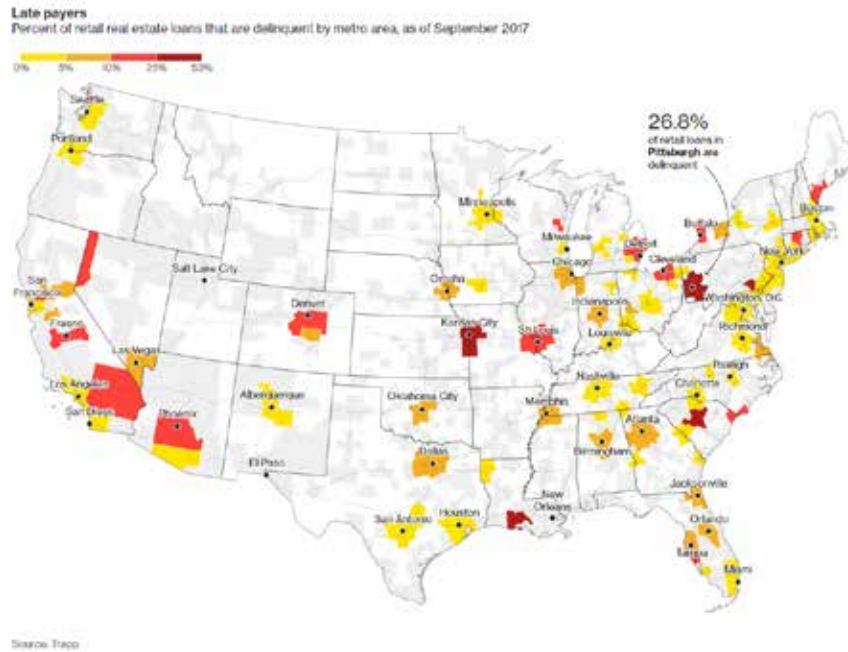 Late payers
Percent of retail real estate loans that are delinquent by metro area, as of September 2017
0% 5% 10% 25% 53%
26.8%
of retail loans in
Pittsburgh are
delinquent
Seattle
Portland
Minneapolis
Milwaukee
Buffalo
Boston
Detroit
Cleveland
Chicago
New York
Salt Lake City
Omaha
San
Francisco
Denver
Indianapolis
Washington, DC
Kansas City
St. Louis
Louisville
Richmond
Fresno
Las Vegas
Nashville
Raleigh
Los Angeles
Albuquerque
Oklahoma City
Memphis
Charlotte
San Diego
Phoenix
Atlanta
Dallas
Birmingham
El Paso
Jacksonville
New
Orleans
San Antonio
Houston
Orlando
Tampa
Miami
Source: Trepp